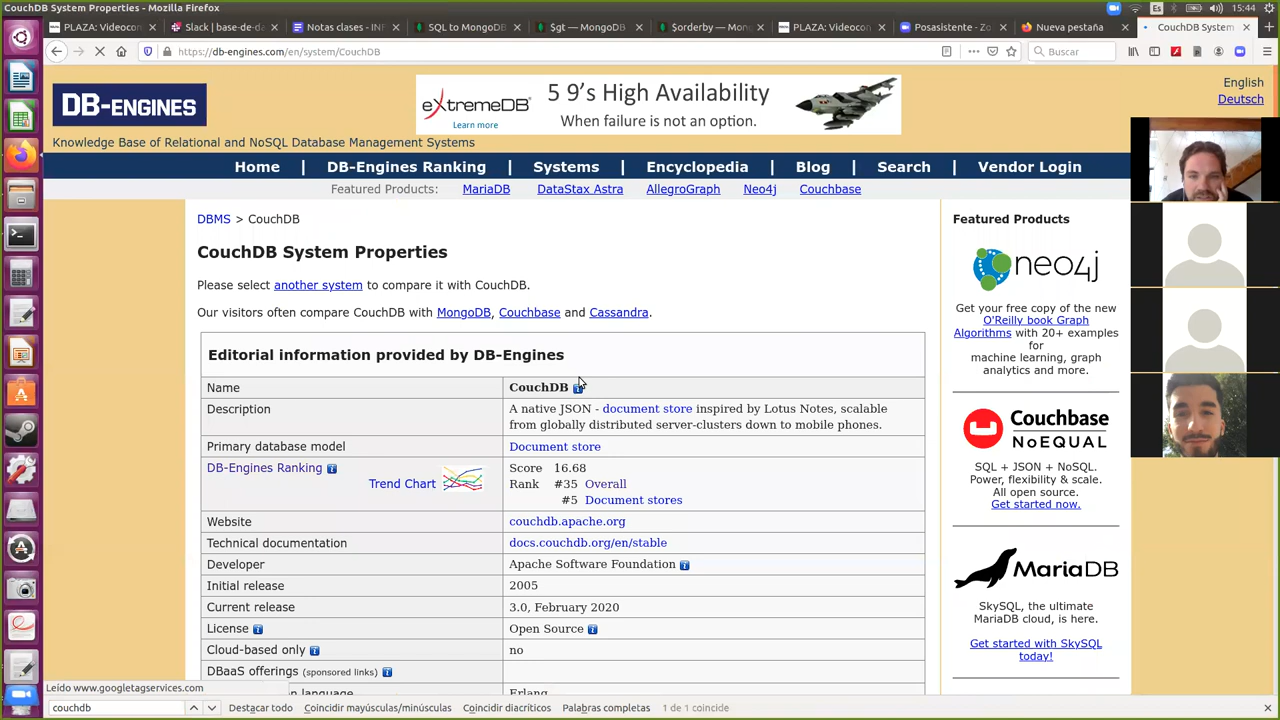 CouchDB System Properties - Mozilla Firefox
Es
15:44
PLAZA: Videocon
Slack | base-de-da
Notas clases - INF
SQL to MongoDB
$gt — MongoDB
$orderby — Mong
PLAZA: Videocon
Posasistente - Zo
Nueva pestaña
CouchDB System
https://db-engines.com/en/system/CouchDB
Buscar
DB-ENGINES
eXtremeDB
Learn more
5 9's High Availability
When failure is not an option.
English
Deutsch
Knowledge Base of Relational and NoSQL Database Management Systems
Home | DB-Engines Ranking | Systems | Encyclopedia | Blog | Search | Vendor Login
Featured Products: MariaDB DataStax Astra AllegroGraph Neo4j Couchbase
DBMS > CouchDB
CouchDB System Properties
Please select another system to compare it with CouchDB.
Our visitors often compare CouchDB with MongoDB, Couchbase and Cassandra.
Editorial information provided by DB-Engines
Name CouchDB
Description A native JSON - document store inspired by Lotus Notes, scalable
from globally distributed server-clusters down to mobile phones.
Primary database model Document store
DB-Engines Ranking
Trend Chart
Score 16.68
Rank #35 Overall
#5 Document stores
Website couchdb.apache.org
Technical documentation docs.couchdb.org/en/stable
Developer Apache Software Foundation
Initial release 2005
Current release 3.0, February 2020
License Open Source
Cloud-based only no
DBaaS offerings (sponsored links)
n language Erlang
Featured Products
neo4j
Get your free copy of the new
O'Reilly book Graph
Algorithms with 20+ examples
for
machine learning, graph
analytics and more.
Couchbase
NoEQUAL
SQL + JSON + NoSQL.
Power, flexibility & scale.
All open source.
Get started now.
MariaDB
SkySQL, the ultimate
MariaDB cloud, is here.
Get started with SkySQL
today!
Leído www.googletagservices.com
couchdb
Destacar todo
Coincidir mayúsculas/minúsculas
Coincidir diacríticos
Palabras completas
1 de 1 coincide